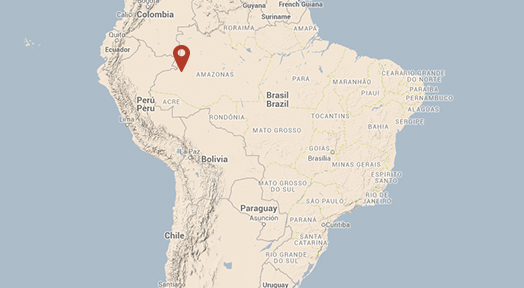 Guyana
French Guiana
Suriname
Cali
Colombia
Quito
Ecuador
RORAIMA
AMAPÁ
AMAZONAS
PARÁ
MARANHÃO
CEARÁ
RIO GRANDE
DO NORTE
PARAÍBA
PERNAMBUCO
PIAUÍ
ALAGOAS
SERGIPE
Perú
Peru
ACRE
Brasil
Brazil
Lima
RONDÔNIA
TOCANTINS
MATO GROSSO
BAHIA
La Paz
Bolivia
GOIÁS
Brasília
MINAS GERAIS
ESPÍRITO
SANTO
MATO GROSSO
DO SUL
RIO DE
JANEIRO
SÃO PAULO
Paraguay
Asunción
PARANÁ
Curitiba
SANTA
CATARINA
Chile
RIO GRANDE
DO SUL
Santiago
Uruguay